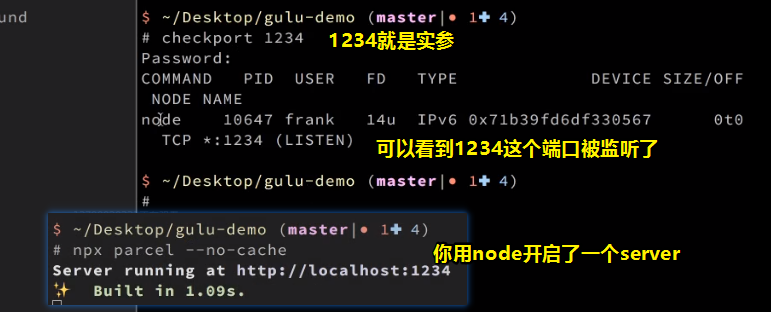 und
$ ~/Desktop/gulu-demo (master|● 1✚ 4)
# checkport 1234
1234就是实参
Password:
COMMAND PID USER FD TYPE DEVICE SIZE/OFF
NODE NAME
node 10647 frank 14u IPv6 0x71b39fd6df330567 0t0
TCP *:1234 (LISTEN)
可以看到1234这个端口被监听了
$ ~/Desktop/gulu-demo (master|● 1✚ 4)
#
$ ~/Desktop/gulu-demo (master|● 1✚ 4)
# npx parcel --no-cache
Server running at http://localhost:1234
✨ Built in 1.09s.
你用node开启了一个server